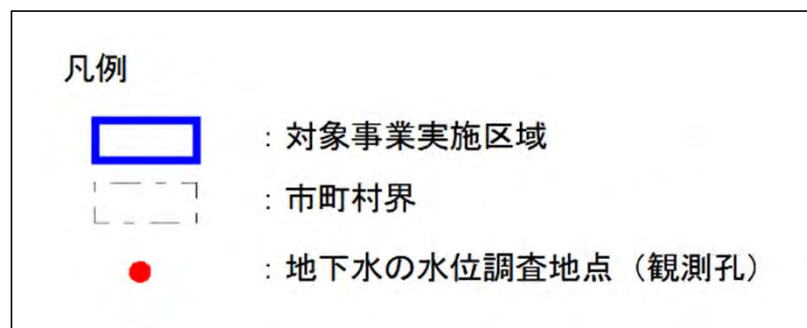 凡例
：対象事業実施区域
：市町村界
：地下水の水位調査地点（観測孔）